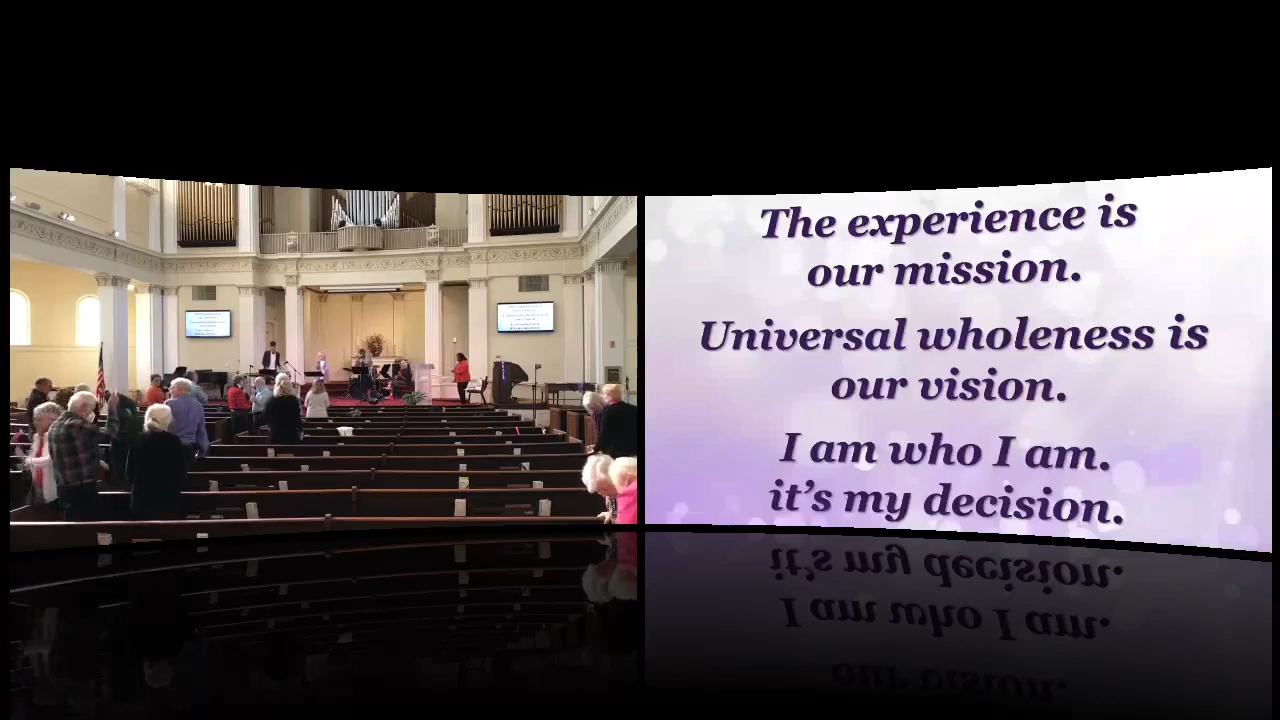 The experience is
our mission.
Universal wholeness is
our vision.
I am who I am.
it's my decision.